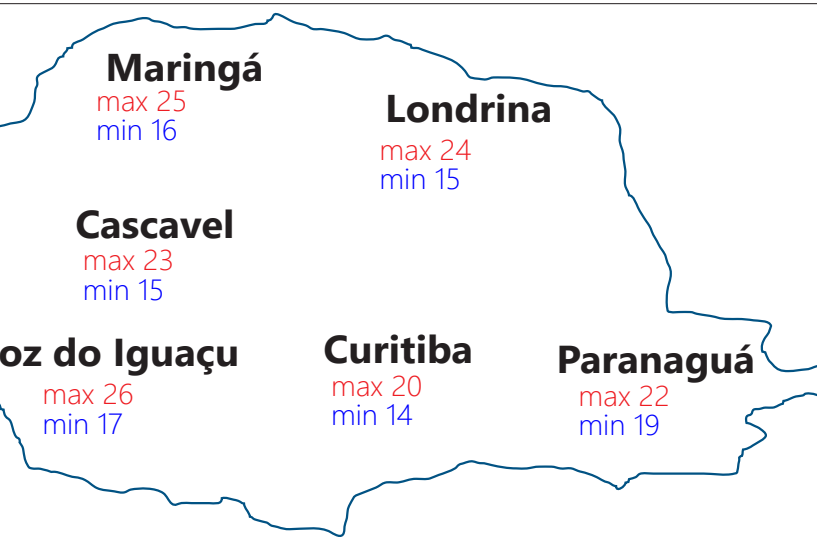 Maringá
max 25
min 16
Londrina
max 24
min 15
Cascavel
max 23
min 15
oz do Iguaçu
max 26
min 17
Curitiba
max 20
min 14
Paranaguá
max 22
min 19